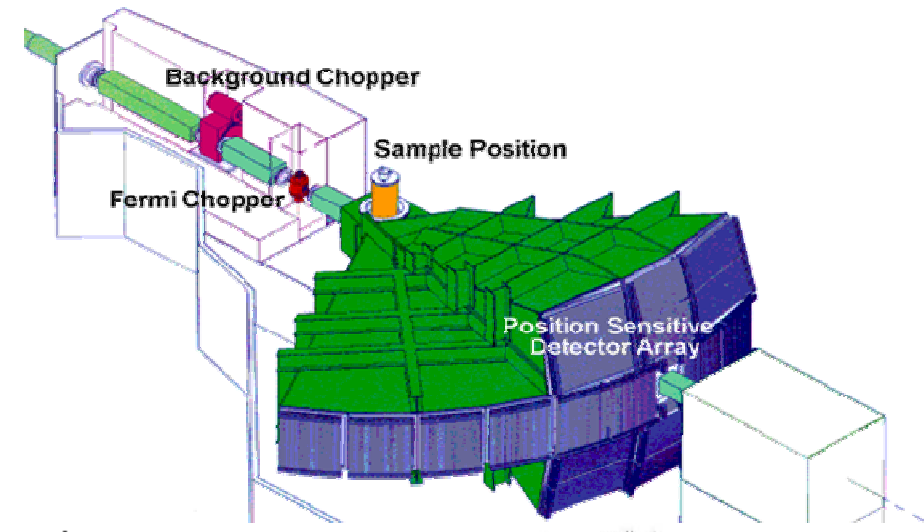 Background Chopper
Sample Position
Fermi Chopper
Position Sensitive
Detector Array